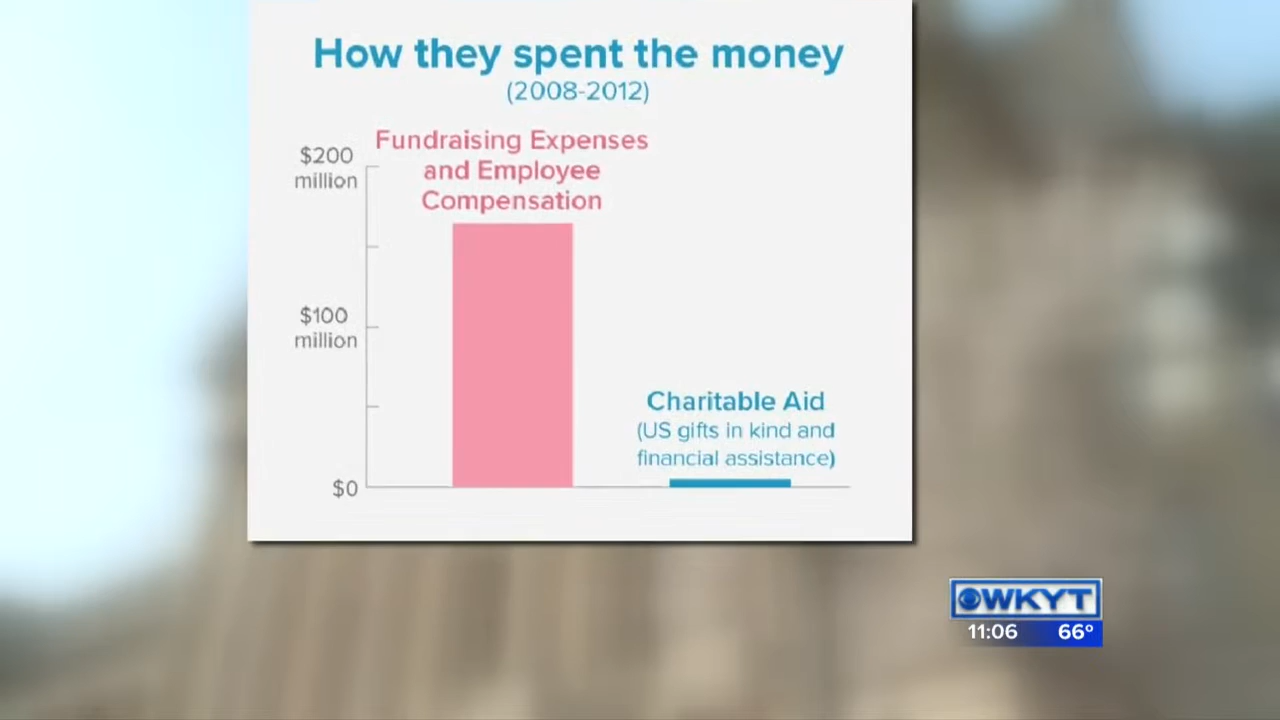 How they spent the money
(2008-2012)
Fundraising Expenses
and Employee
Compensation
$200
million
$100
million
$0
Charitable Aid
(US gifts in kind and
financial assistance)
WKYT
11:06 66°